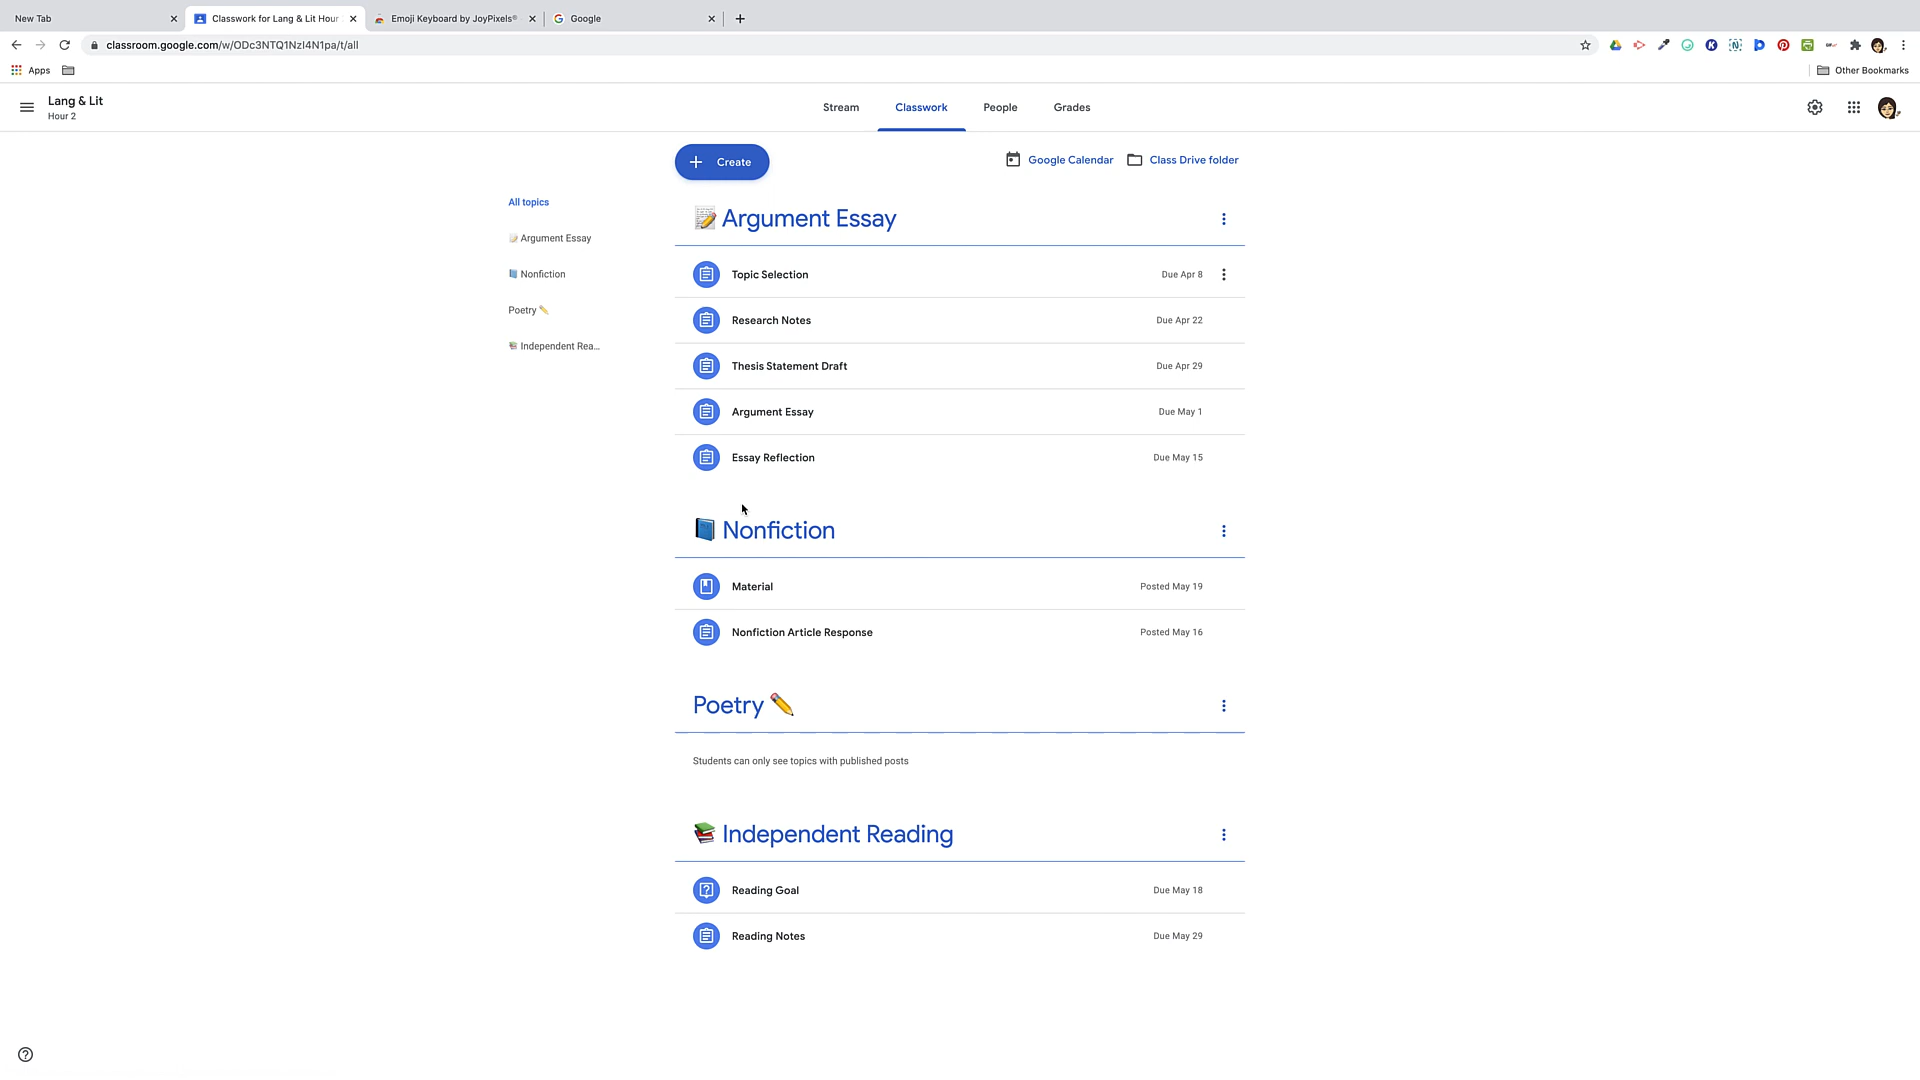 New Tab
Classwork for Lang & Lit Hour
Emoji Keyboard by JoyPixels®
Google
classroom.google.com/w/ODc3NTQ1NzI4N1pa/t/all
Apps
Other Bookmarks
Lang & Lit
Hour 2
Stream
Classwork
People
Grades
Create
Google Calendar
Class Drive folder
All topics
📝 Argument Essay
📘 Nonfiction
Poetry ✏️
📚 Independent Rea...
📝 Argument Essay
Topic Selection
Due Apr 8
Research Notes
Due Apr 22
Thesis Statement Draft
Due Apr 29
Argument Essay
Due May 1
Essay Reflection
Due May 15
📘 Nonfiction
Material
Posted May 19
Nonfiction Article Response
Posted May 16
Poetry ✏️
Students can only see topics with published posts
📚 Independent Reading
Reading Goal
Due May 18
Reading Notes
Due May 29